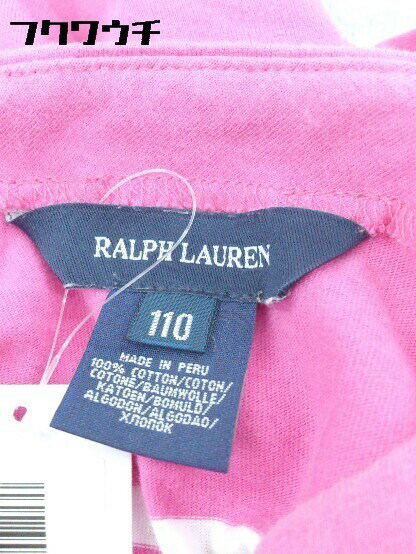 フクワウチ
RALPH LAUREN
110
MADE IN PERU
100% COTTON/COTON/
COTONE/BAUMWOLLE/
KATOEN/BOMULD/
ALGODON/ALGODAO/
ХЛОПОК